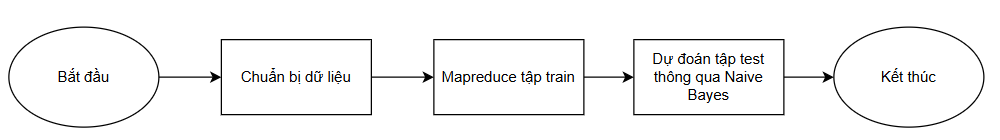 Bắt đầu
Chuẩn bị dữ liệu
Mapreduce tập train
Dự đoán tập test
thông qua Naive
Bayes
Kết thúc